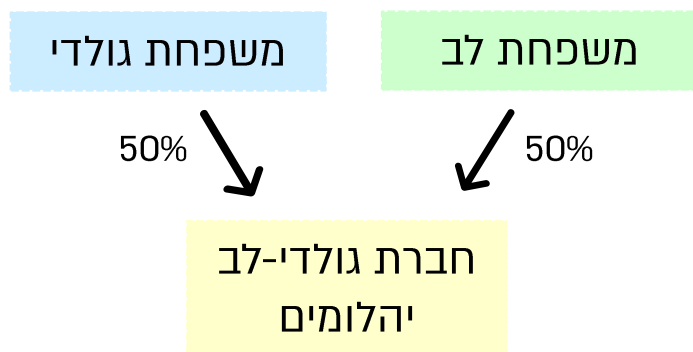 משפחת לב
משפחת גולדי
50%
50%
חברת גולדי-לב
יהלומים